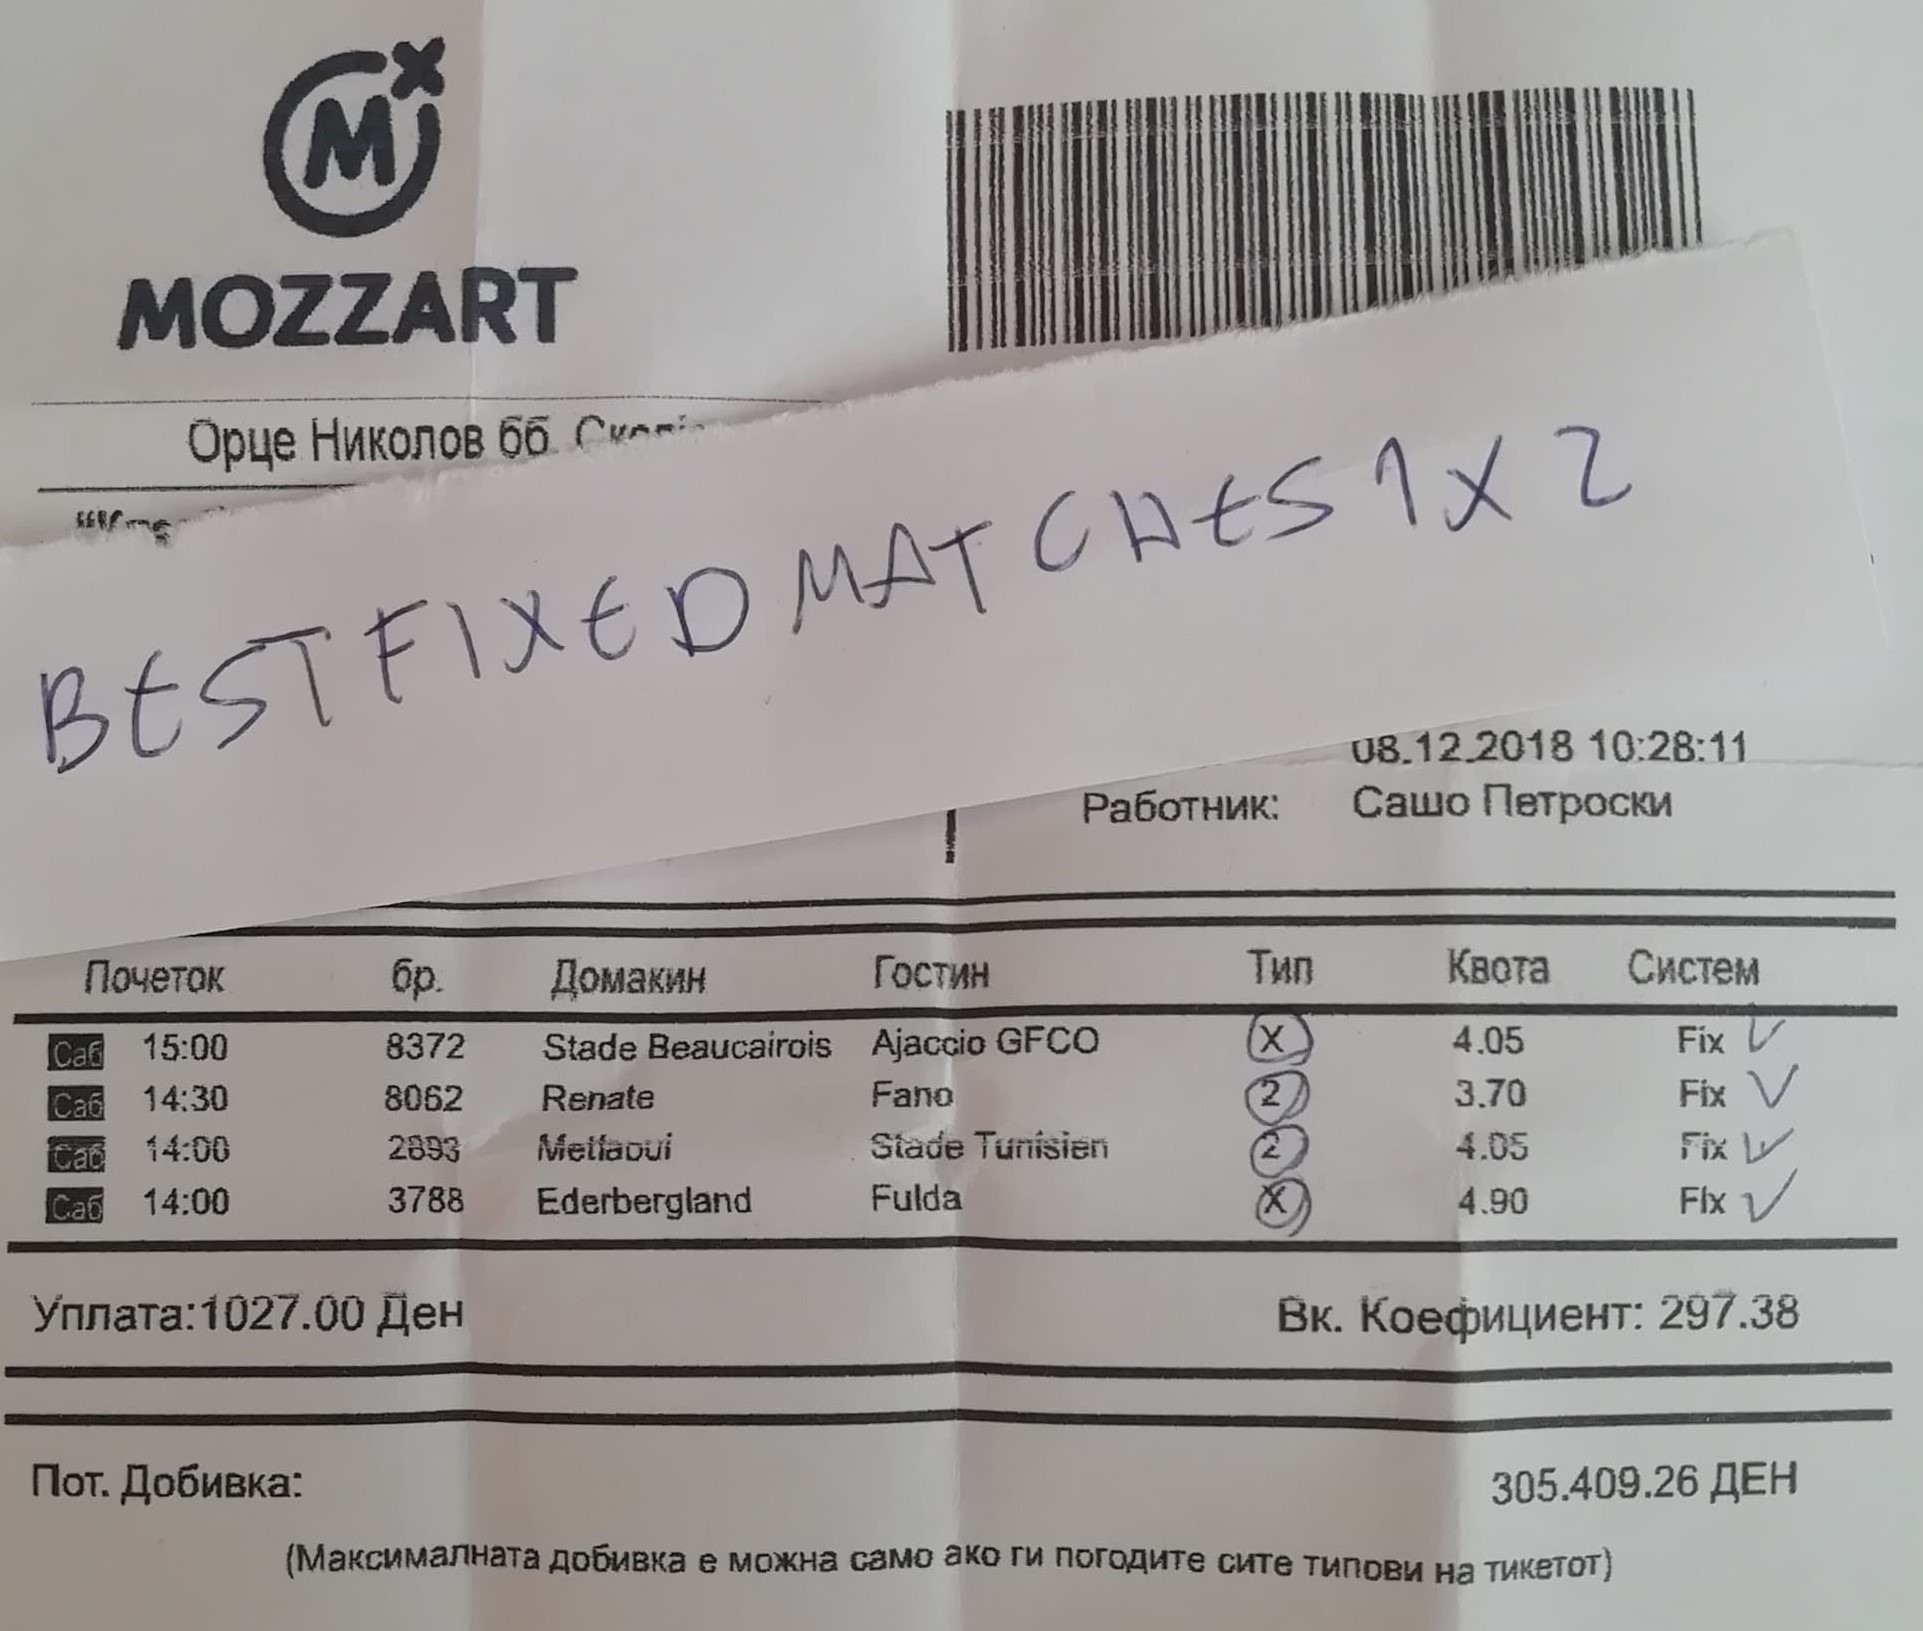 M
MOZZART
Орце Николов бб
BESTFIXEDMATCHES1X2
08.12.2018 10:28:11
Работник: Сашо Петроски
Почеток бр. Домакин Гостин Тип Квота Систем
Саб 15:00 8372 Stade Beaucairois Ajaccio GFCO X 4.05 Fix
Саб 14:30 8062 Renate Fano 2 3.70 Fix
Саб 14:00 2893 Metlaoui Stade Tunisien 2 4.05 Fix
Саб 14:00 3788 Ederbergland Fulda X 4.90 Fix
Уплата:1027.00 Ден Вк. Коефициент: 297.38
Пот. Добивка: 305.409.26 ДЕН
(Максималната добивка е можна само ако ги погодите сите типови на тикетот)